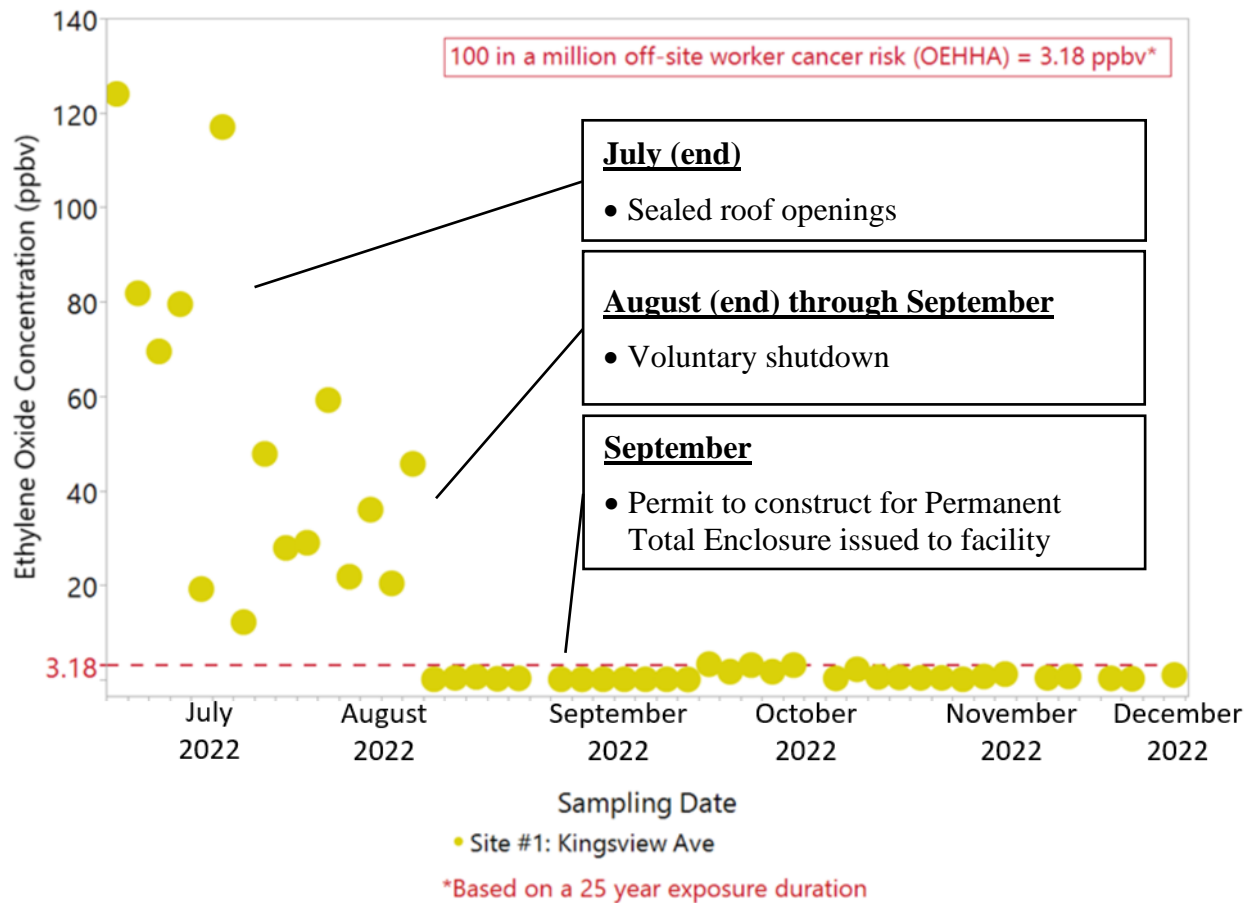 140
120
100
80
60
40
20
3.18
Ethylene Oxide Concentration (ppbv)
100 in a million off-site worker cancer risk (OEHHA) = 3.18 ppbv*
July (end)
• Sealed roof openings
August (end) through September
• Voluntary shutdown
September
• Permit to construct for Permanent
Total Enclosure issued to facility
July
2022
August
2022
September
2022
October
2022
November
2022
December
2022
Sampling Date
Site #1: Kingsview Ave
*Based on a 25 year exposure duration